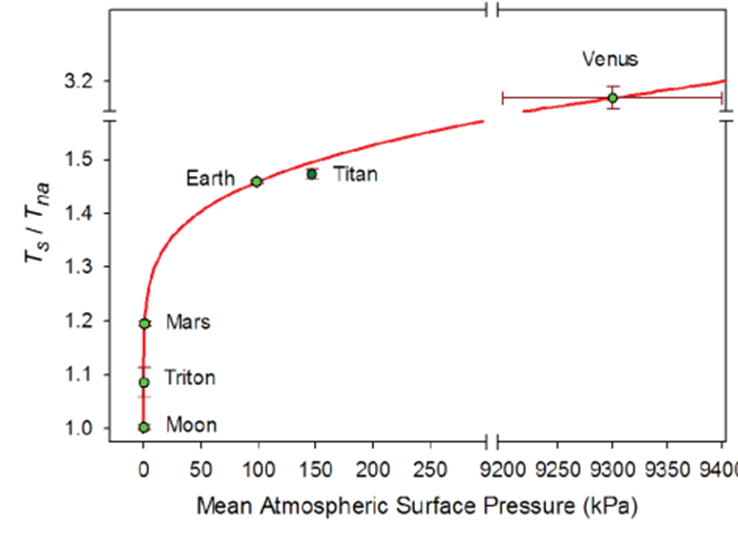 Venus
3.2
1.5
Earth
Titan
1.4
1.3
1.2
Mars
1.1
Triton
1.0
Moon
Ts / Tna
0 50 100 150 200 250 9200 9250 9300 9350 9400
Mean Atmospheric Surface Pressure (kPa)